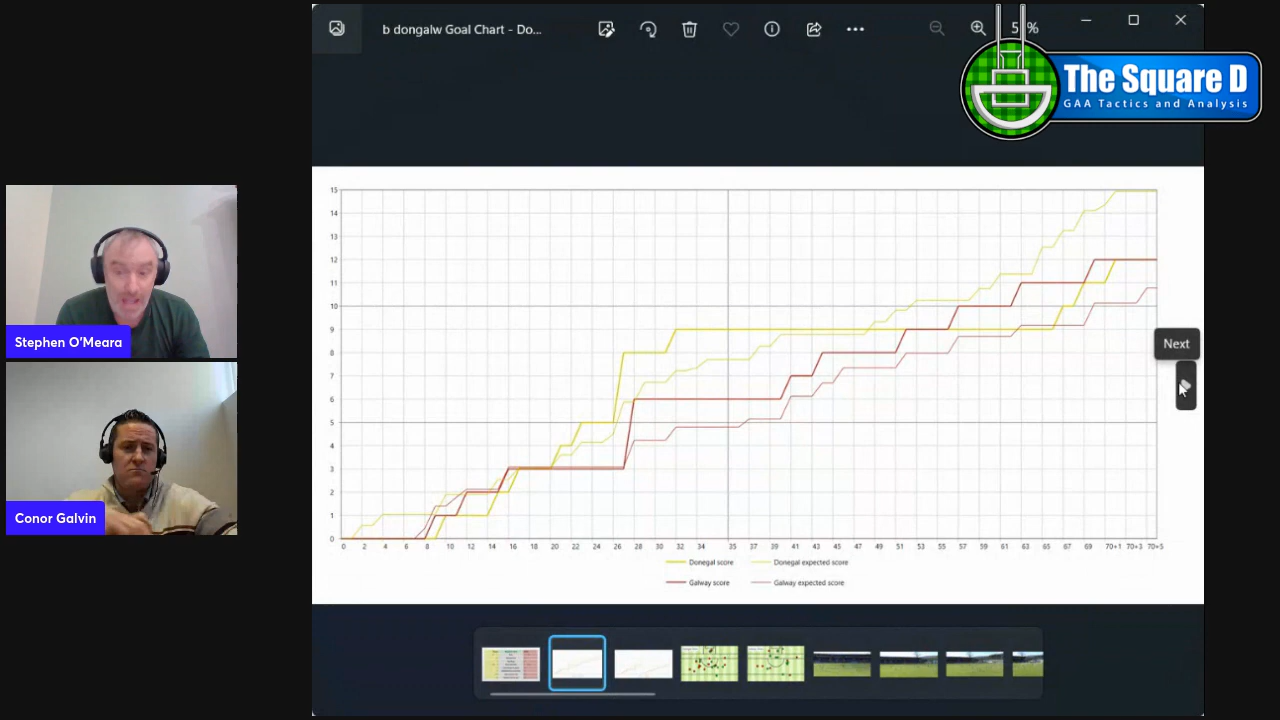 b dongalw Goal Chart - Do...
The Square D
GAA Tactics and Analysis
15
14
13
12
11
10
9
8
7
6
5
4
3
2
1
0
0 2 4 6 8 10 12 14 16 18 20 22 24 26 28 30 32 34 35 37 39 41 43 45 47 49 51 53 55 57 59 61 63 65 67 69 70+1 70+3 70+5
Donegal score Donegal expected score
Galway score Galway expected score
Next
Stephen O'Meara
Conor Galvin